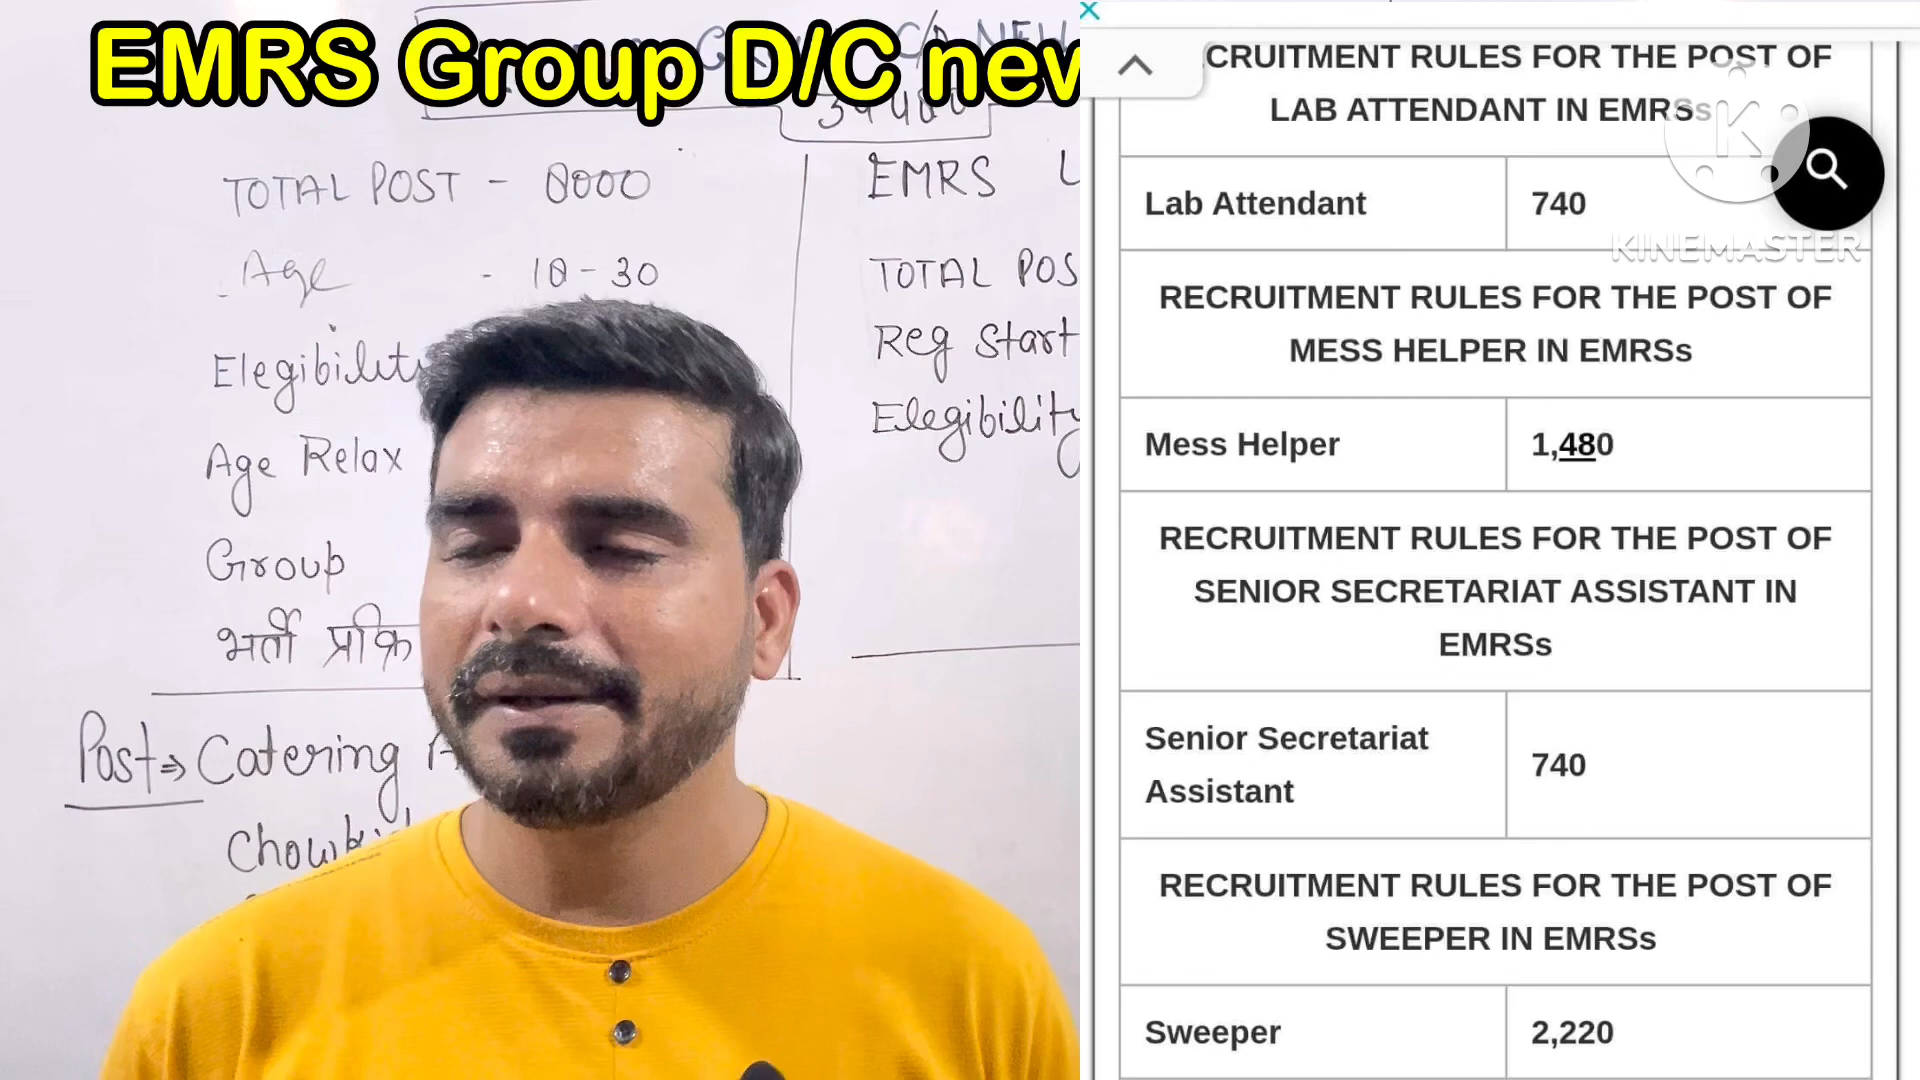 EMRS Group D/C new
TOTAL POST - 0000
Age - 18-30
Elegibility
Age Relax
Group
भर्ती प्रक्रि
Post⇒ Catering A
Chowkid
EMRS L
TOTAL POS
Reg Start
Elegibility
CRUITMENT RULES FOR THE POST OF
LAB ATTENDANT IN EMRSs
Lab Attendant 740
KINEMASTER
RECRUITMENT RULES FOR THE POST OF
MESS HELPER IN EMRSs
Mess Helper 1,480
RECRUITMENT RULES FOR THE POST OF
SENIOR SECRETARIAT ASSISTANT IN
EMRSs
Senior Secretariat
Assistant
740
RECRUITMENT RULES FOR THE POST OF
SWEEPER IN EMRSs
Sweeper 2,220